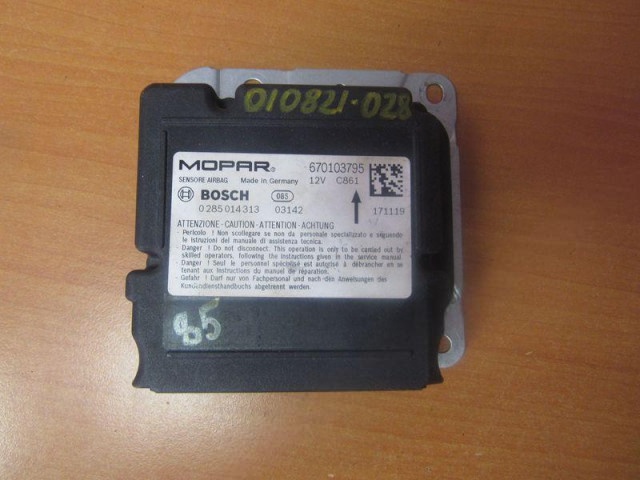 010821-028
MOPAR® 670103795
SENSORE AIRBAG Made in Germany 12V C861
BOSCH 085
0 285 014 313 03142 171119
ATTENZIONE-CAUTION-ATTENTION-ACHTUNG
Pericolo ! Non scollegare se non da personale specializzato e seguendo
le istruzioni del manuale di assistenza tecnica.
Danger ! Do not disconnect. This operation is only to be carried out by
skilled operators, following the instructions given in the service manual.
Danger ! Seul le personnel spécialisé est autorisé à débrancher en se
tenant aux instructions du manuel de réparation.
Gefahr ! Darf nur von Fachpersonal und nach den Anweisungen des
Kundendiensthandbuchs abgetrennt werden.
85